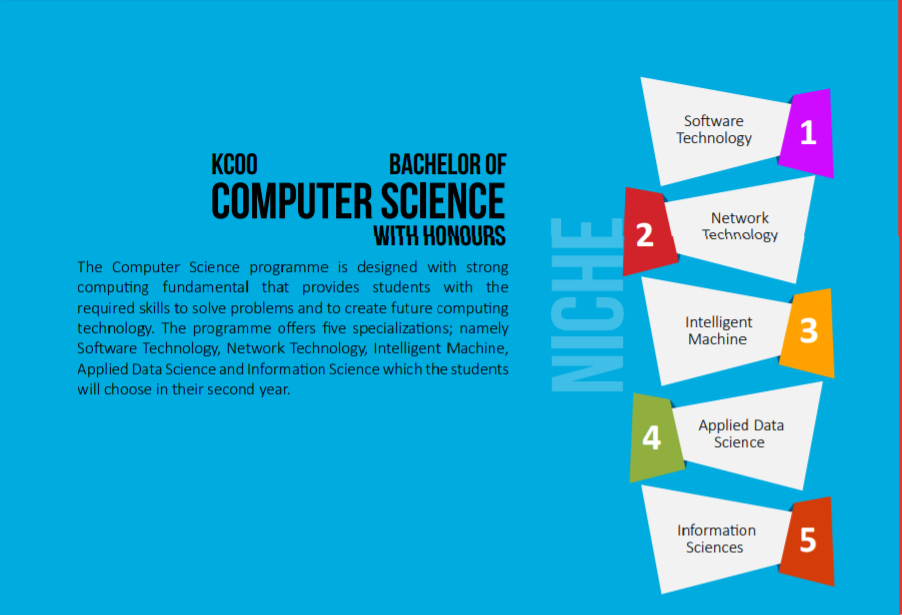 KC00 BACHELOR OF
COMPUTER SCIENCE
WITH HONOURS
The Computer Science programme is designed with strong
computing fundamental that provides students with the
required skills to solve problems and to create future computing
technology. The programme offers five specializations; namely
Software Technology, Network Technology, Intelligent Machine,
Applied Data Science and Information Science which the students
will choose in their second year.
NICHE
Software
Technology
1
2
Network
Technology
Intelligent
Machine
3
4
Applied Data
Science
Information
Sciences
5